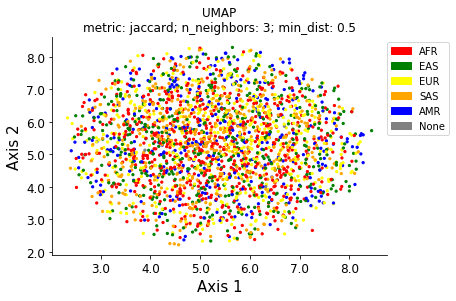 UMAP
metric: jaccard; n_neighbors: 3; min_dist: 0.5
8.0
7.0
6.0
5.0
4.0
3.0
2.0
Axis 2
3.0 4.0 5.0 6.0 7.0 8.0
Axis 1
AFR
EAS
EUR
SAS
AMR
None